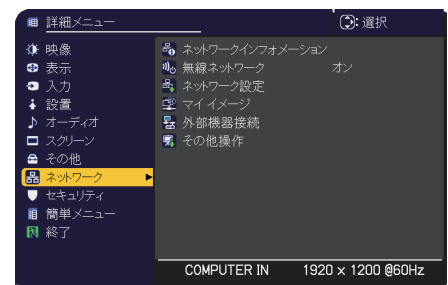 詳細メニュー
:選択
映像
表示
入力
設置
オーディオ
スクリーン
その他
ネットワーク
セキュリティ
簡単メニュー
終了
ネットワークインフォメーション
無線ネットワーク オン
ネットワーク設定
マイ イメージ
外部機器接続
その他操作
COMPUTER IN 1920 x 1200 @60Hz